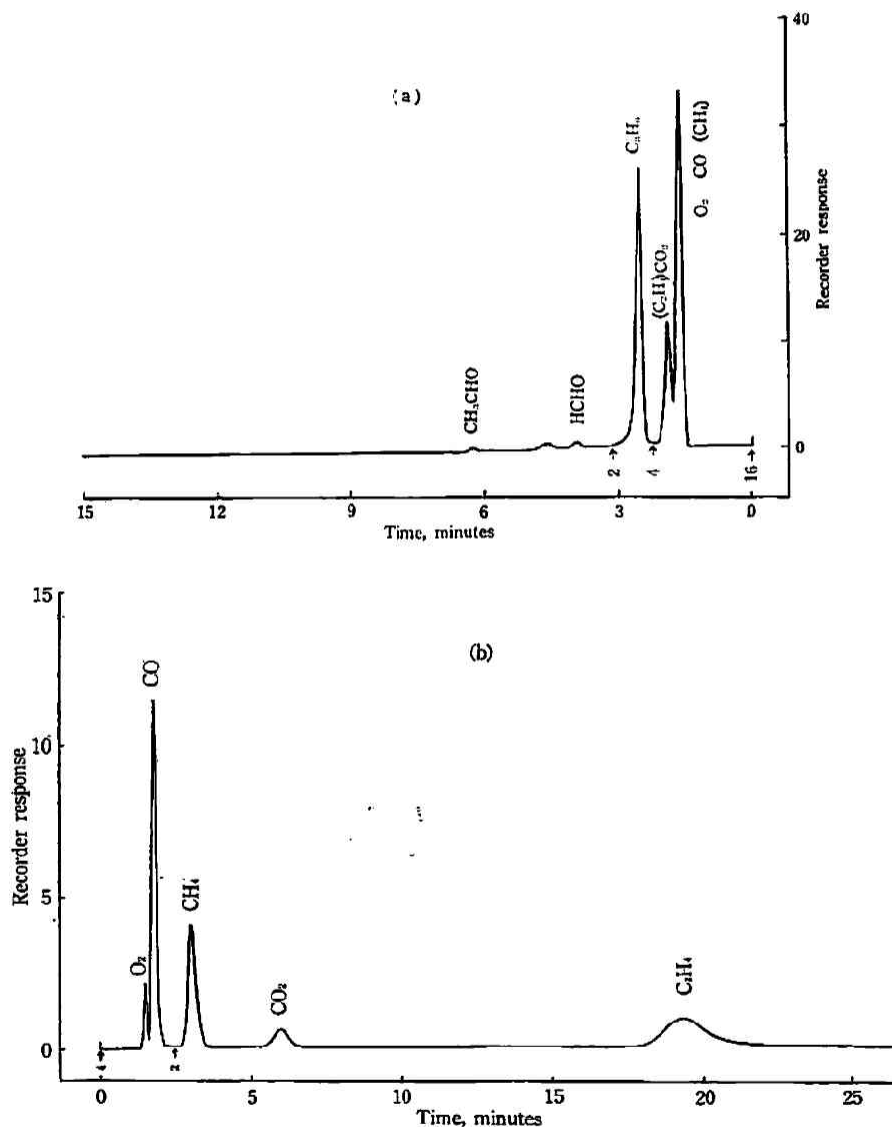 (a)
40
20
0
Recorder response
CH₃CHO
HCHO
(C₂H₄)CO₂
O₂ CO (CH₄)
2 →
4 →
16 →
15 12 9 6 3 0
Time, minutes
(b)
15
10
5
0
Recorder response
O₂
CO
CH₄
CO₂
C₂H₄
4 →
2 →
0 5 10 15 20 25
Time, minutes